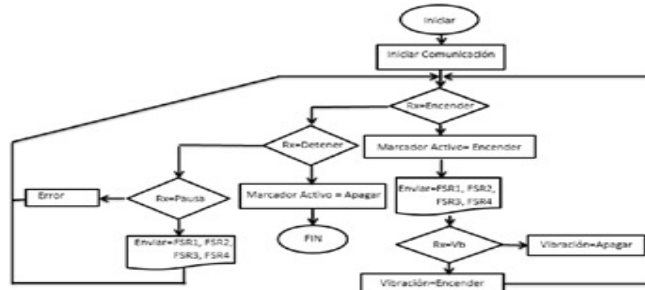 Iniciar
Iniciar Comunicación
Rx=Encender
Rx=Detener
Marcador Activo= Encender
Error
Rx=Pausa
Marcador Activo = Apagar
Enviar=FSR1, FSR2,
FSR3, FSR4
Enviar=FSR1, FSR2,
FSR3, FSR4
FIN
Rx=Vb
Vibración=Apagar
Vibración=Encender